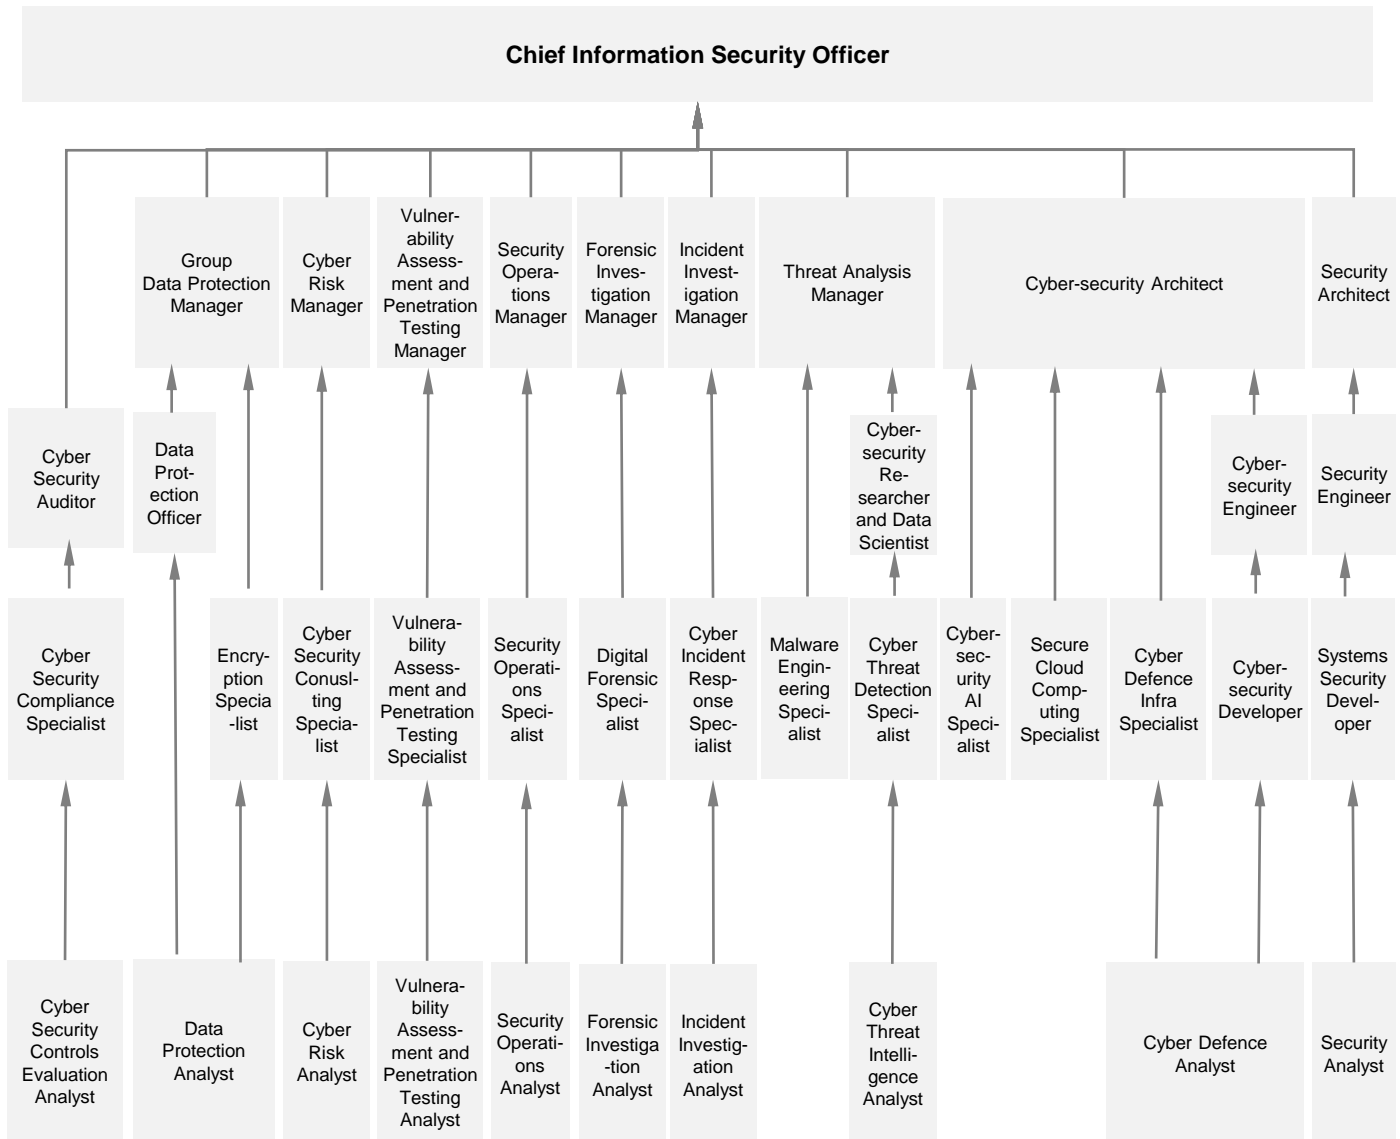 Chief Information Security Officer
Group
Data Protection
Manager
Cyber
Risk
Manager
Vulner-
ability
Assess-
ment and
Penetration
Testing
Manager
Security
Opera-
tions
Manager
Forensic
Inves-
tigation
Manager
Incident
Invest-
igation
Manager
Threat Analysis
Manager
Cyber-security Architect
Security
Architect
Cyber
Security
Auditor
Data
Prot-
ection
Officer
Cyber-
security
Re-
searcher
and Data
Scientist
Cyber-
security
Engineer
Security
Engineer
Cyber
Security
Compliance
Specialist
Encry-
ption
Specia
-list
Cyber
Security
Conuslting
Specia-
list
Vulnera-
bility
Assess-
ment and
Penetration
Testing
Specialist
Security
Operati-
ons
Speci-
alist
Digital
Forensic
Speci-
alist
Cyber
Incident
Resp-
onse
Spec-
ialist
Malware
Engin-
eering
Speci-
alist
Cyber
Threat
Detection
Speci-
alist
Cyber-
sec-
urity
AI
Speci-
alist
Secure
Cloud
Comp-
uting
Specialist
Cyber
Defence
Infra
Specialist
Cyber-
security
Developer
Systems
Security
Devel-
oper
Cyber
Security
Controls
Evaluation
Analyst
Data
Protection
Analyst
Cyber
Risk
Analyst
Vulnera-
bility
Assess-
ment and
Penetration
Testing
Analyst
Security
Operati-
ons
Analyst
Forensic
Investiga
-tion
Analyst
Incident
Investig-
ation
Analyst
Cyber
Threat
Intelli-
gence
Analyst
Cyber Defence
Analyst
Security
Analyst